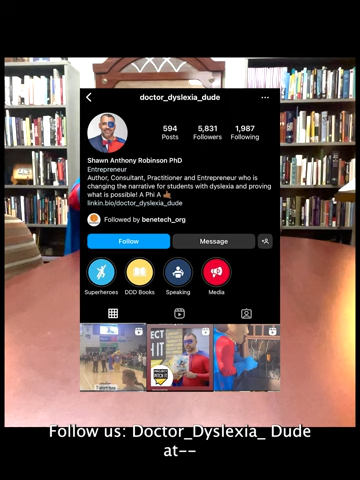 doctor_dyslexia_dude
594
5,831
1,987
Posts
Followers
Following
Shawn Anthony Robinson PhD
Entrepreneur
Author, Consultant, Practitioner and Entrepreneur who is
changing the narrative for students with dyslexia and proving
what is possible! A Phi A
linkin.bio/doctor_dyslexia_dude
Followed by benetech_org
Follow
Message
Superheroes
DDD Books
Speaking
Media
Follow us: Doctor_Dyslexia_ Dude
at--